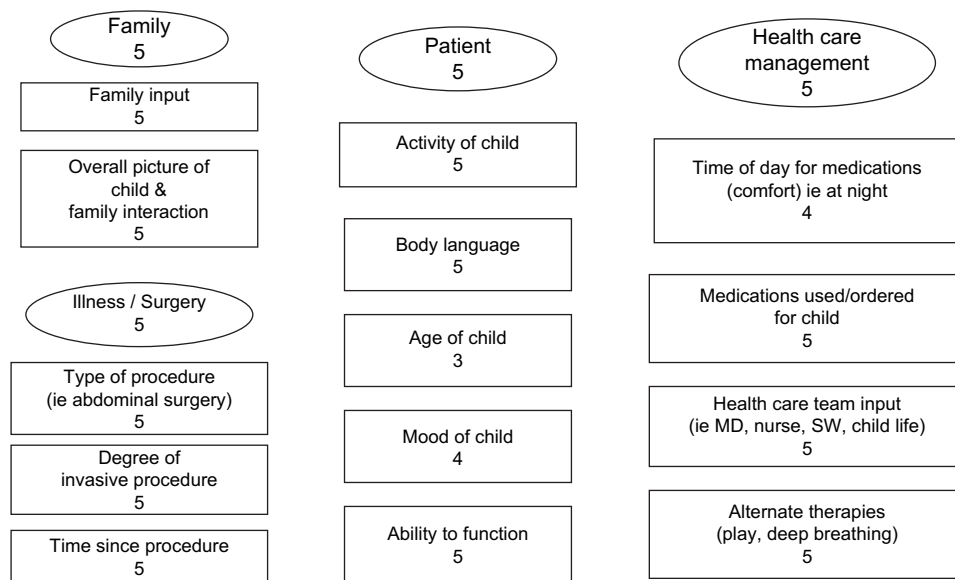 Family
5
Family input
5
Overall picture of
child &
family interaction
5
Illness / Surgery
5
Type of procedure
(ie abdominal surgery)
5
Degree of
invasive procedure
5
Time since procedure
5
Patient
5
Activity of child
5
Body language
5
Age of child
3
Mood of child
4
Ability to function
5
Health care
management
5
Time of day for medications
(comfort) ie at night
4
Medications used/ordered
for child
5
Health care team input
(ie MD, nurse, SW, child life)
5
Alternate therapies
(play, deep breathing)
5